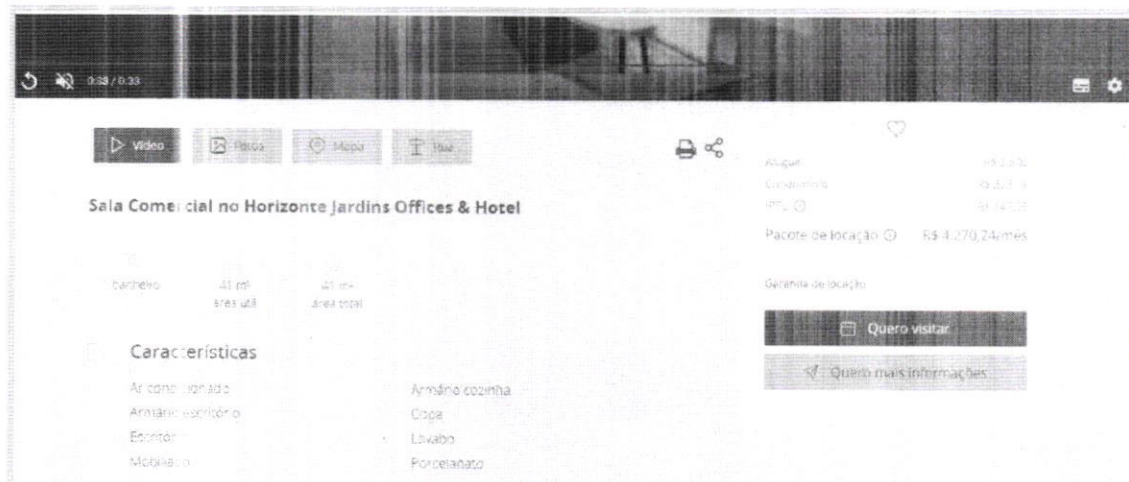 0:33 / 0:33
Vídeo
Fotos
Mapa
Rua
Sala Comercial no Horizonte Jardins Offices & Hotel
banheiro
41 m²
área útil
41 m²
área total
Características
Ar condicionado
Armário cozinha
Armário escritório
Copa
Escritório
Lavabo
Mobiliado
Porcelanato
Aluguel
Condomínio
IPTU
Pacote de locação R$ 4.270,24/mês
Garantia de locação
Quero visitar
Quero mais informações